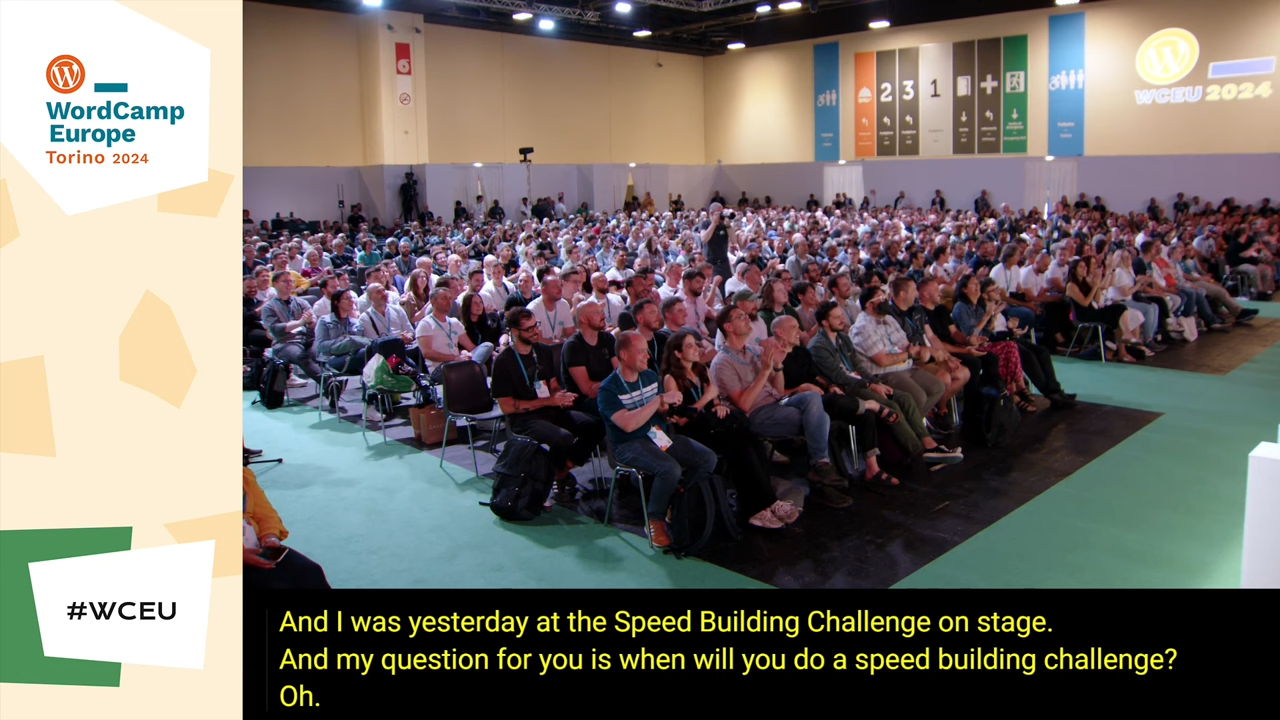 WordCamp
Europe
Torino 2024
#WCEU
6
2 3
1
WCEU 2024
And I was yesterday at the Speed Building Challenge on stage.
And my question for you is when will you do a speed building challenge?
Oh.